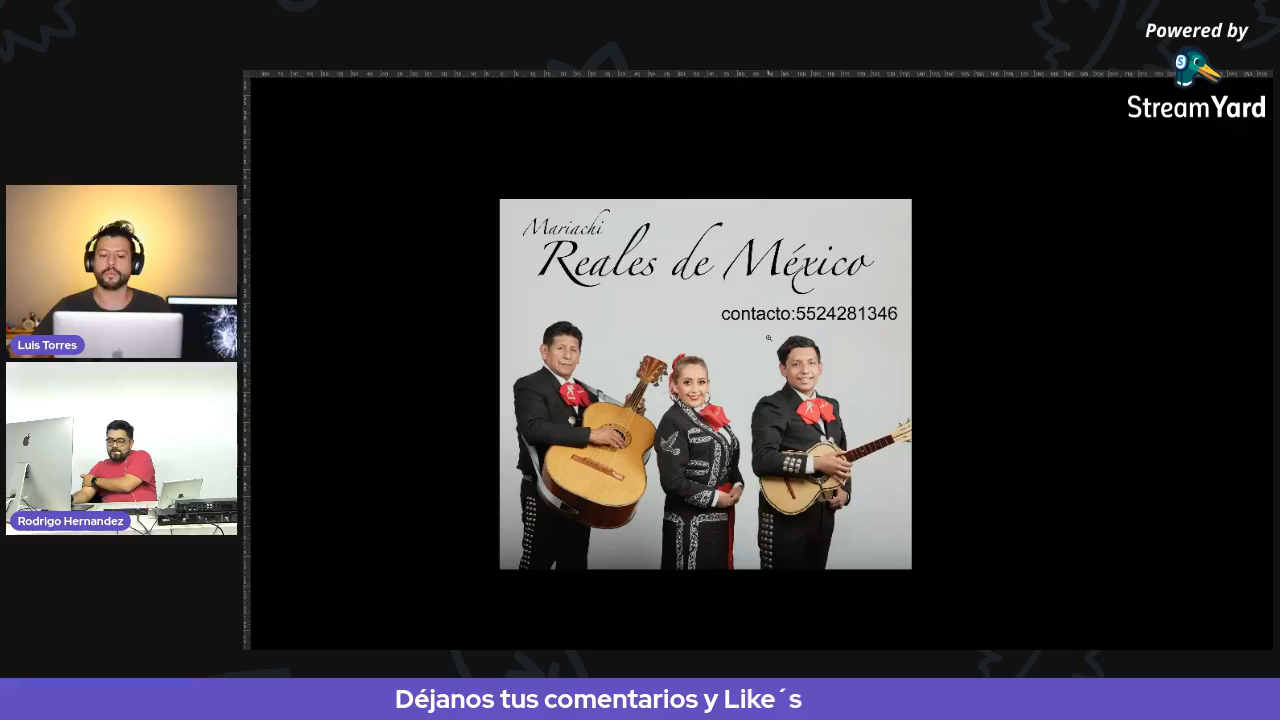 Powered by
StreamYard
Mariachi
Reales de México
contacto:5524281346
Luis Torres
Rodrigo Hernandez
Déjanos tus comentarios y Like´s